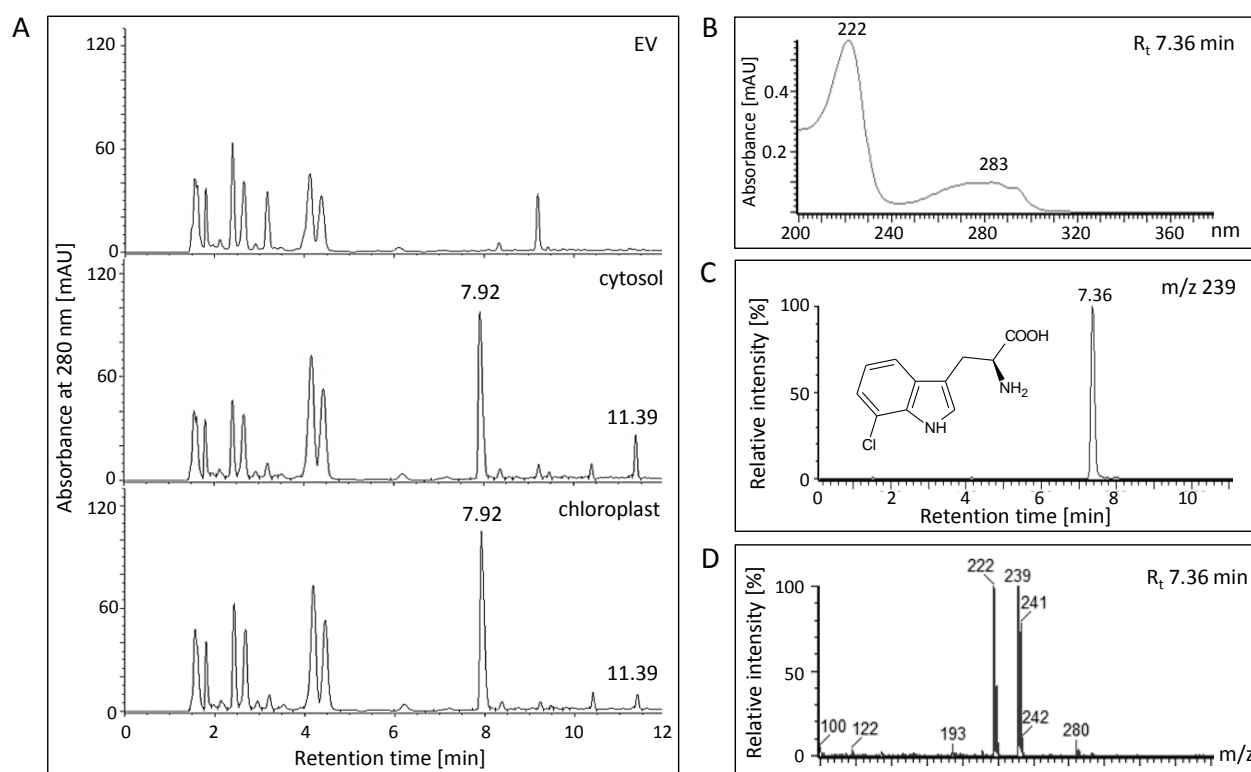 A
Absorbance at 280 nm [mAU]
EV
120
60
0
cytosol
120
7.92
60
11.39
0
chloroplast
120
7.92
60
11.39
0
0 2 4 6 8 10 12
Retention time [min]
B
Absorbance [mAU]
222
Rt 7.36 min
0.4
0.2
283
200 240 280 320 360 nm
C
Relative intensity [%]
100
7.36
m/z 239
COOH
NH2
50
Cl
NH
0
0 2 4 6 8 10
Retention time [min]
D
Relative intensity [%]
222 239
Rt 7.36 min
100
241
50
242
100
122
193
280
0
m/z